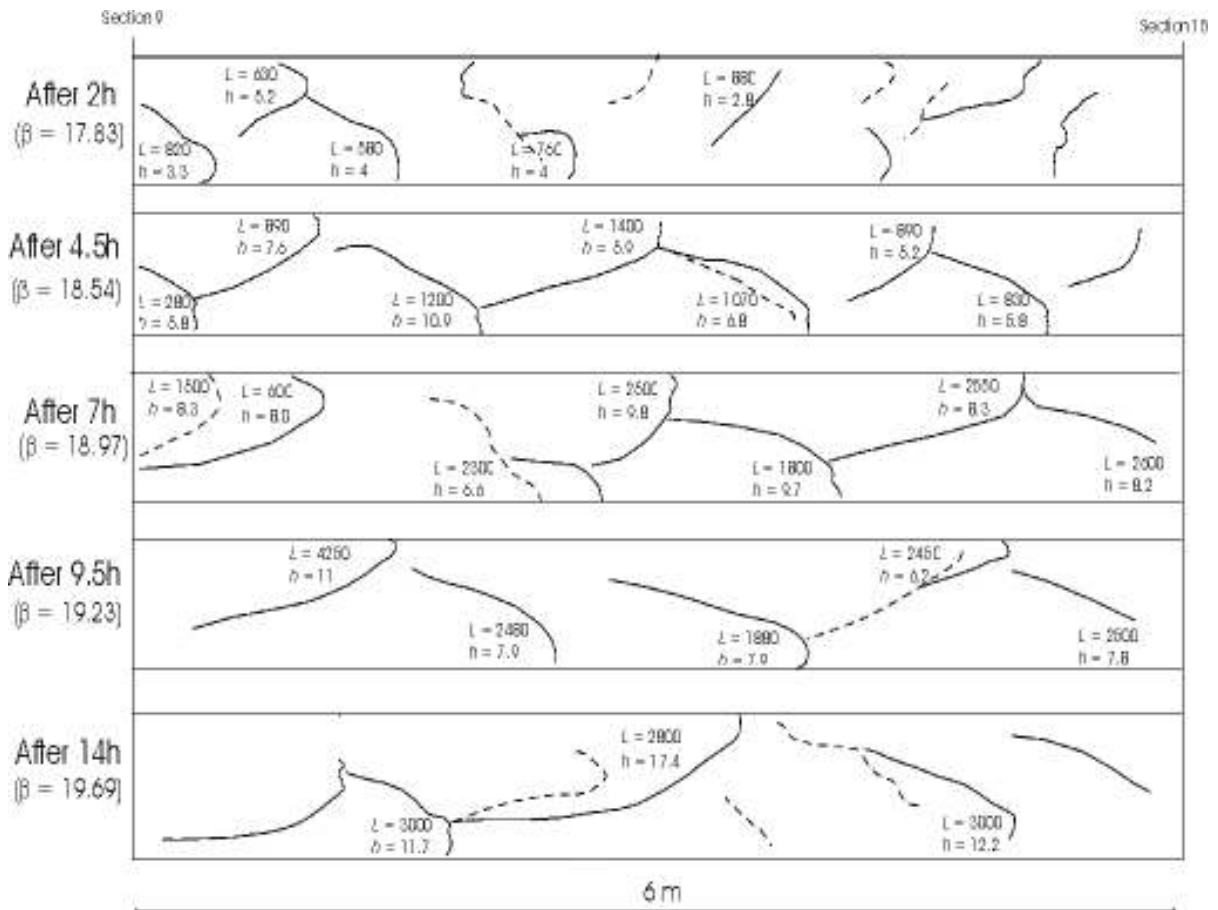 Section 9
Section 10
After 2h
(β = 17.83)
L = 630
h = 5.2
L = 820
h = 3.3
L = 580
h = 4
L = 760
h = 4
L = 880
h = 2.8
After 4.5h
(β = 18.54)
L = 890
h = 7.6
L = 280
h = 5.8
L = 1200
h = 10.9
L = 1400
h = 5.9
L = 1070
h = 6.8
L = 890
h = 5.2
L = 830
h = 5.8
After 7h
(β = 18.97)
L = 1500
h = 8.3
L = 600
h = 8.0
L = 2300
h = 6.6
L = 2500
h = 9.8
L = 1800
h = 9.7
L = 2550
h = 8.3
L = 2600
h = 8.2
After 9.5h
(β = 19.23)
L = 4250
h = 11
L = 2480
h = 7.9
L = 1880
h = 7.9
L = 2450
h = 6.2
L = 2500
h = 7.8
After 14h
(β = 19.69)
L = 3000
h = 11.7
L = 2800
h = 17.4
L = 3000
h = 12.2
6 m